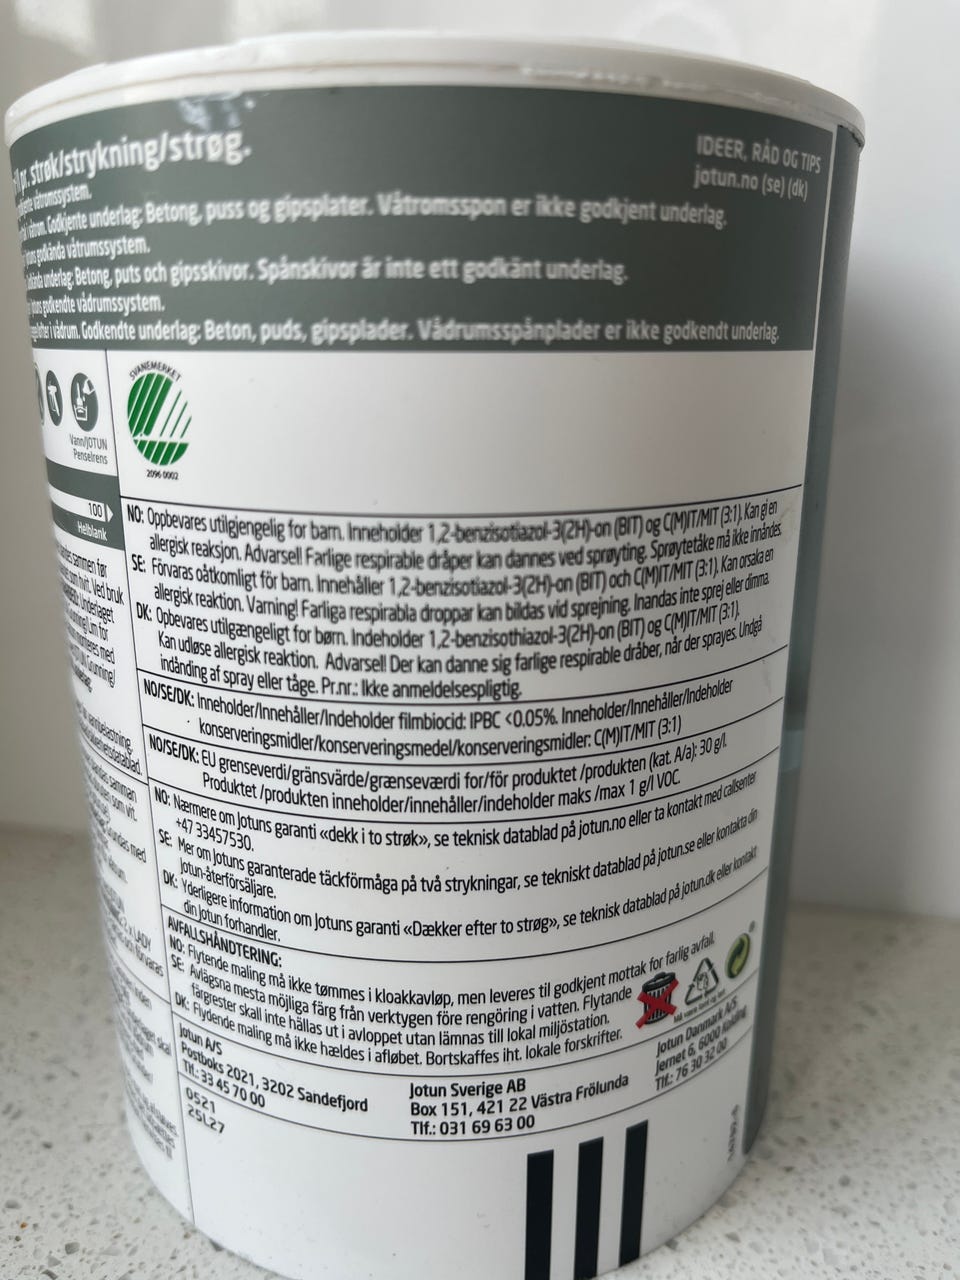 pr. strøk/strykning/strøg.
våtromssystem.
våtrom. Godkjente underlag: Betong, puss og gipsplater. Våtromsspon er ikke godkjent underlag.
godkända våtrumssystem.
underlag: Betong, puts och gipsskivor. Spånskivor är inte ett godkänt underlag.
godkendte vådrumssystem.
i vådrum. Godkendte underlag: Beton, puds, gipsplader. Vådrumsspånplader er ikke godkendt underlag.
IDEER, RÅD OG TIPS
jotun.no (se) (dk)
Vann/JOTUN
Penselrens
100
Helblank
SVANEMERKET
2096 0002
NO: Oppbevares utilgjengelig for barn. Inneholder 1,2-benzisotiazol-3(2H)-on (BIT) og C(M)IT/MIT (3:1). Kan gi en
allergisk reaksjon. Advarsel! Farlige respirable dråper kan dannes ved sprøyting. Sprøytetåke må ikke innåndes.
SE: Förvaras oåtkomligt för barn. Innehåller 1,2-benzisotiazol-3(2H)-on (BIT) och C(M)IT/MIT (3:1). Kan orsaka en
allergisk reaktion. Varning! Farliga respirabla droppar kan bildas vid sprejning. Inandas inte sprej eller dimma.
DK: Opbevares utilgængeligt for børn. Indeholder 1,2-benzisothiazol-3(2H)-on (BIT) og C(M)IT/MIT (3:1).
Kan udløse allergisk reaktion. Advarsel! Der kan danne sig farlige respirable dråber, når der sprayes. Undgå
indånding af spray eller tåge. Pr.nr.: Ikke anmeldelsespligtig.
NO/SE/DK: Inneholder/Innehåller/Indeholder filmbiocid: IPBC <0.05%. Inneholder/Innehåller/Indeholder
konserveringsmidler/konserveringsmedel/konserveringsmidler: C(M)IT/MIT (3:1)
NO/SE/DK: EU grenseverdi/gränsvärde/grænseværdi for/för produktet /produkten (kat. A/a): 30 g/l.
Produktet /produkten inneholder/innehåller/indeholder maks /max 1 g/l VOC.
NO: Nærmere om Jotuns garanti «dekk i to strøk», se teknisk datablad på jotun.no eller ta kontakt med callsenter
+47 33457530.
SE: Mer om Jotuns garanterade täckförmåga på två strykningar, se tekniskt datablad på jotun.se eller kontakta din
Jotun-återförsäljare.
DK: Yderligere information om Jotuns garanti «Dækker efter to strøg», se teknisk datablad på jotun.dk eller kontakt
din Jotun forhandler.
AVFALLSHÅNDTERING:
NO: Flytende maling må ikke tømmes i kloakkavløp, men leveres til godkjent mottak for farlig avfall.
SE: Avlägsna mesta möjliga färg från verktygen före rengöring i vatten. Flytande
färgrester skall inte hällas ut i avloppet utan lämnas till lokal miljöstation.
DK: Flydende maling må ikke hældes i afløbet. Bortskaffes iht. lokale forskrifter.
Jotun A/S
Postboks 2021, 3202 Sandefjord
Tlf.: 33 45 70 00
Jotun Sverige AB
Box 151, 421 22 Västra Frölunda
Tlf.: 031 69 63 00
Jotun Danmark A/S
Jernet 6, 6000 Kolding
Tlf.: 76 30 32 00
0521
25L27